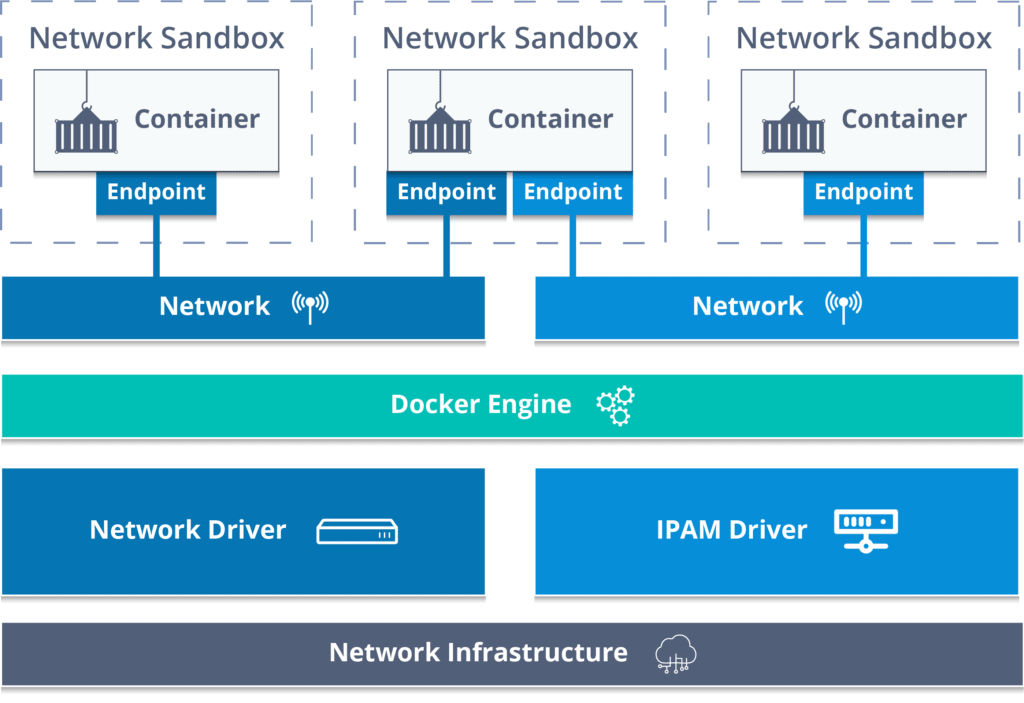 Network Sandbox
Network Sandbox
Network Sandbox
Container
Container
Container
Endpoint
Endpoint
Endpoint
Endpoint
Network
Network
Docker Engine
Network Driver
IPAM Driver
Network Infrastructure